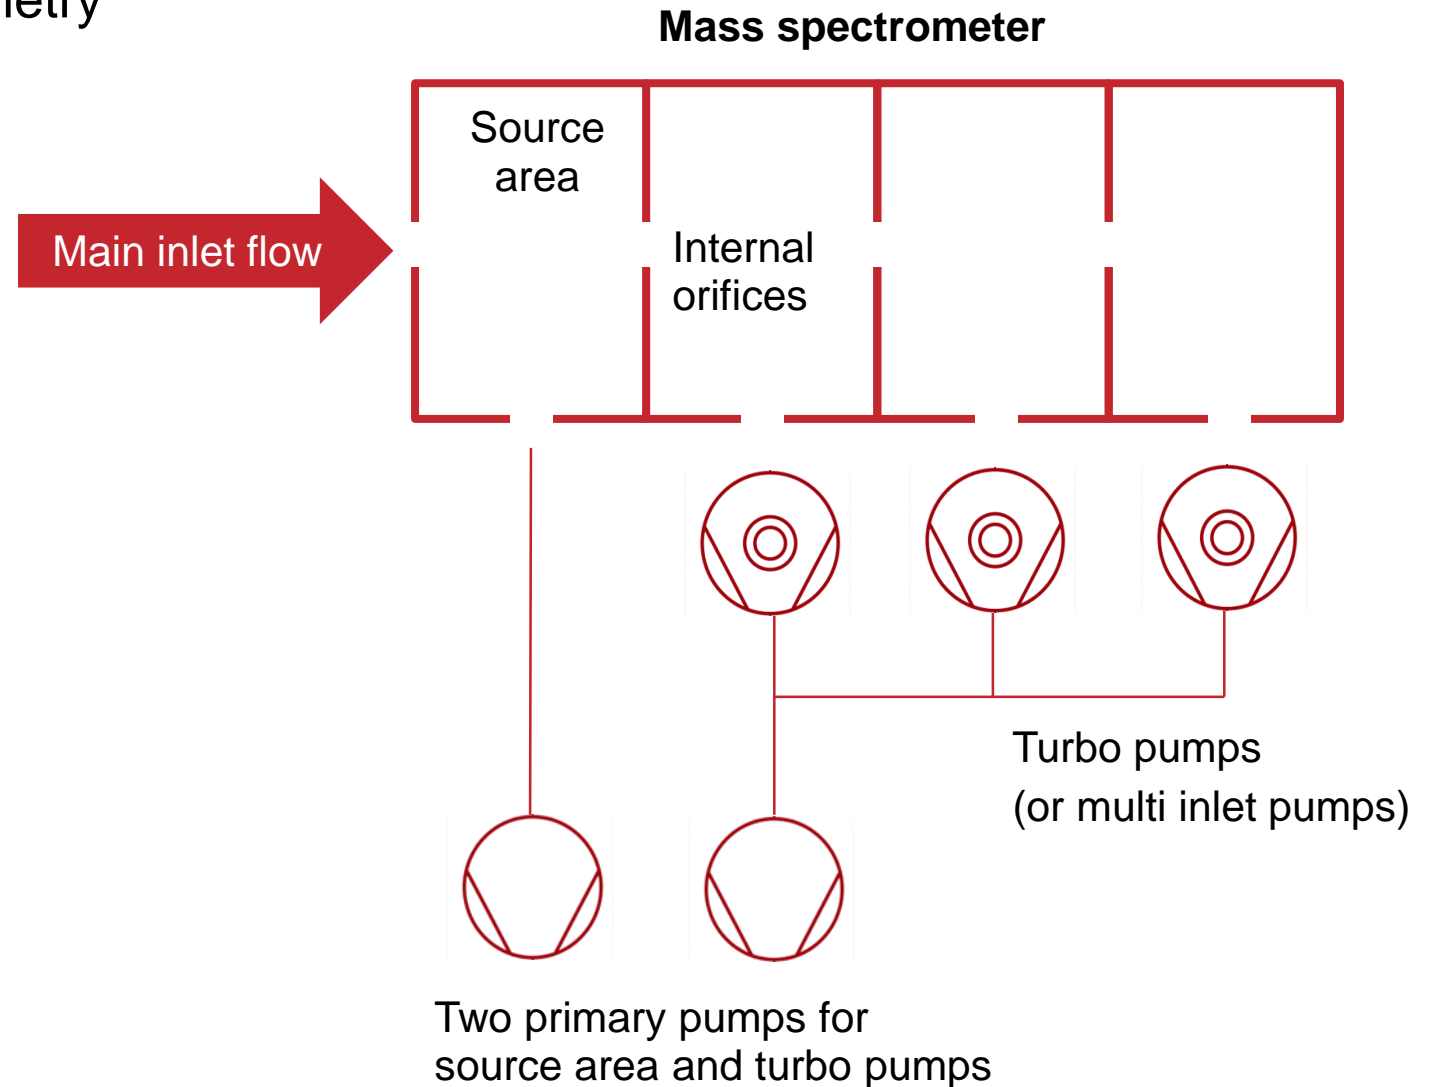 Mass spectrometer
Source
area
Main inlet flow
Internal
orifices
Turbo pumps
(or multi inlet pumps)
Two primary pumps for
source area and turbo pumps